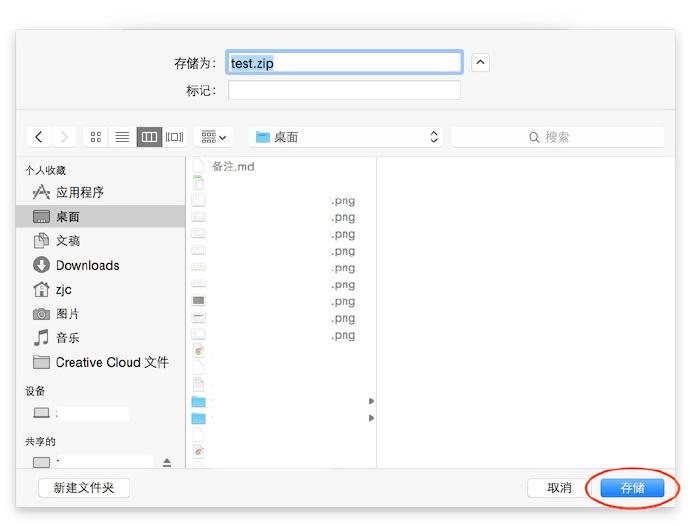 存储为：
test.zip
标记：
桌面
搜索
个人收藏
应用程序
桌面
文稿
Downloads
zjc
图片
音乐
Creative Cloud 文件
设备
共享的
备注.md
.png
.png
.png
.png
.png
.png
.png
.png
.png
新建文件夹
取消
存储